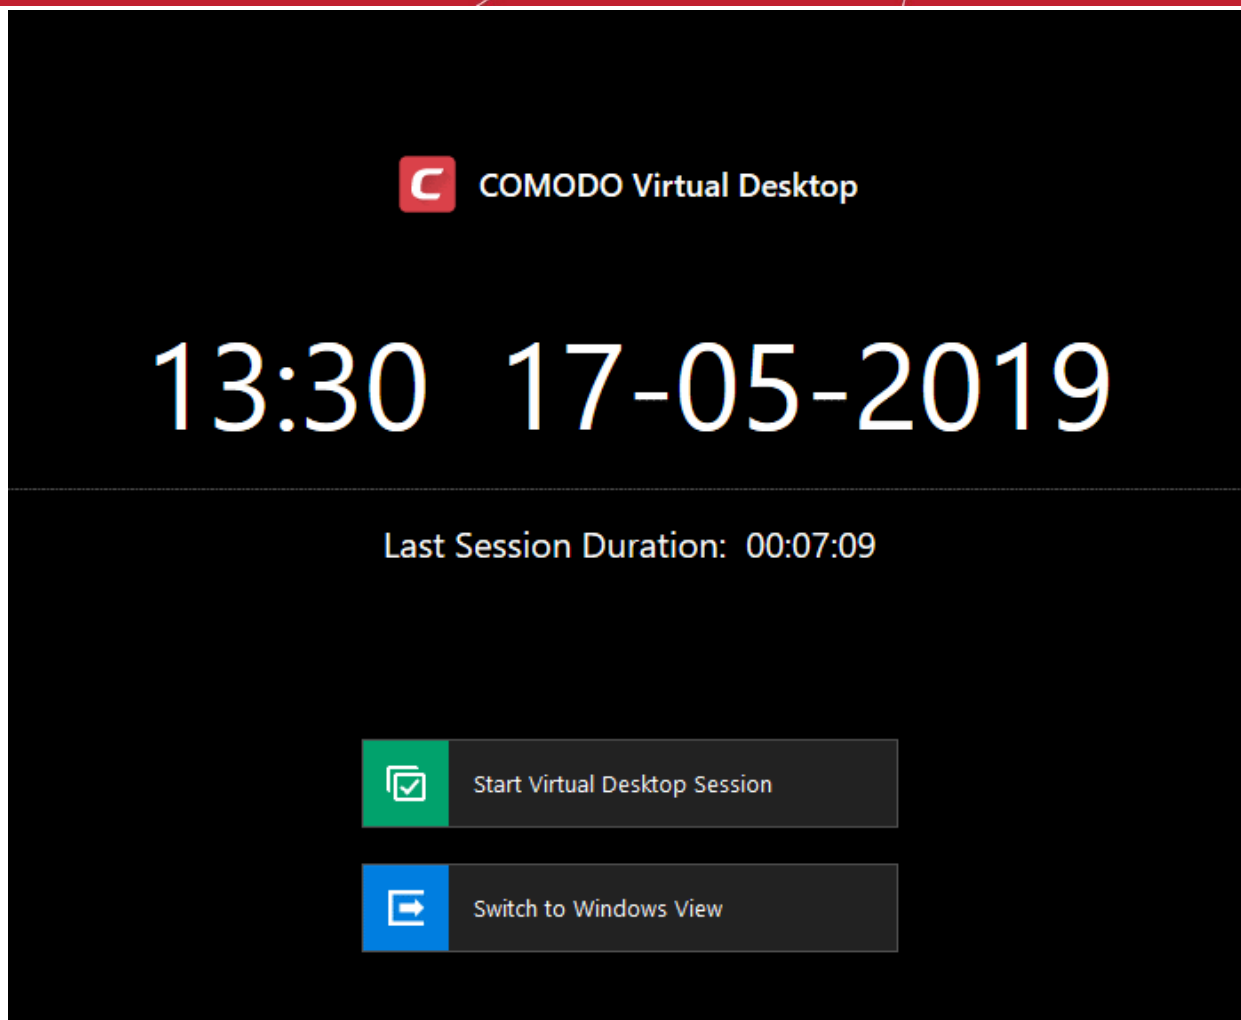 COMODO Virtual Desktop
13:30 17-05-2019
Last Session Duration: 00:07:09
Start Virtual Desktop Session
Switch to Windows View